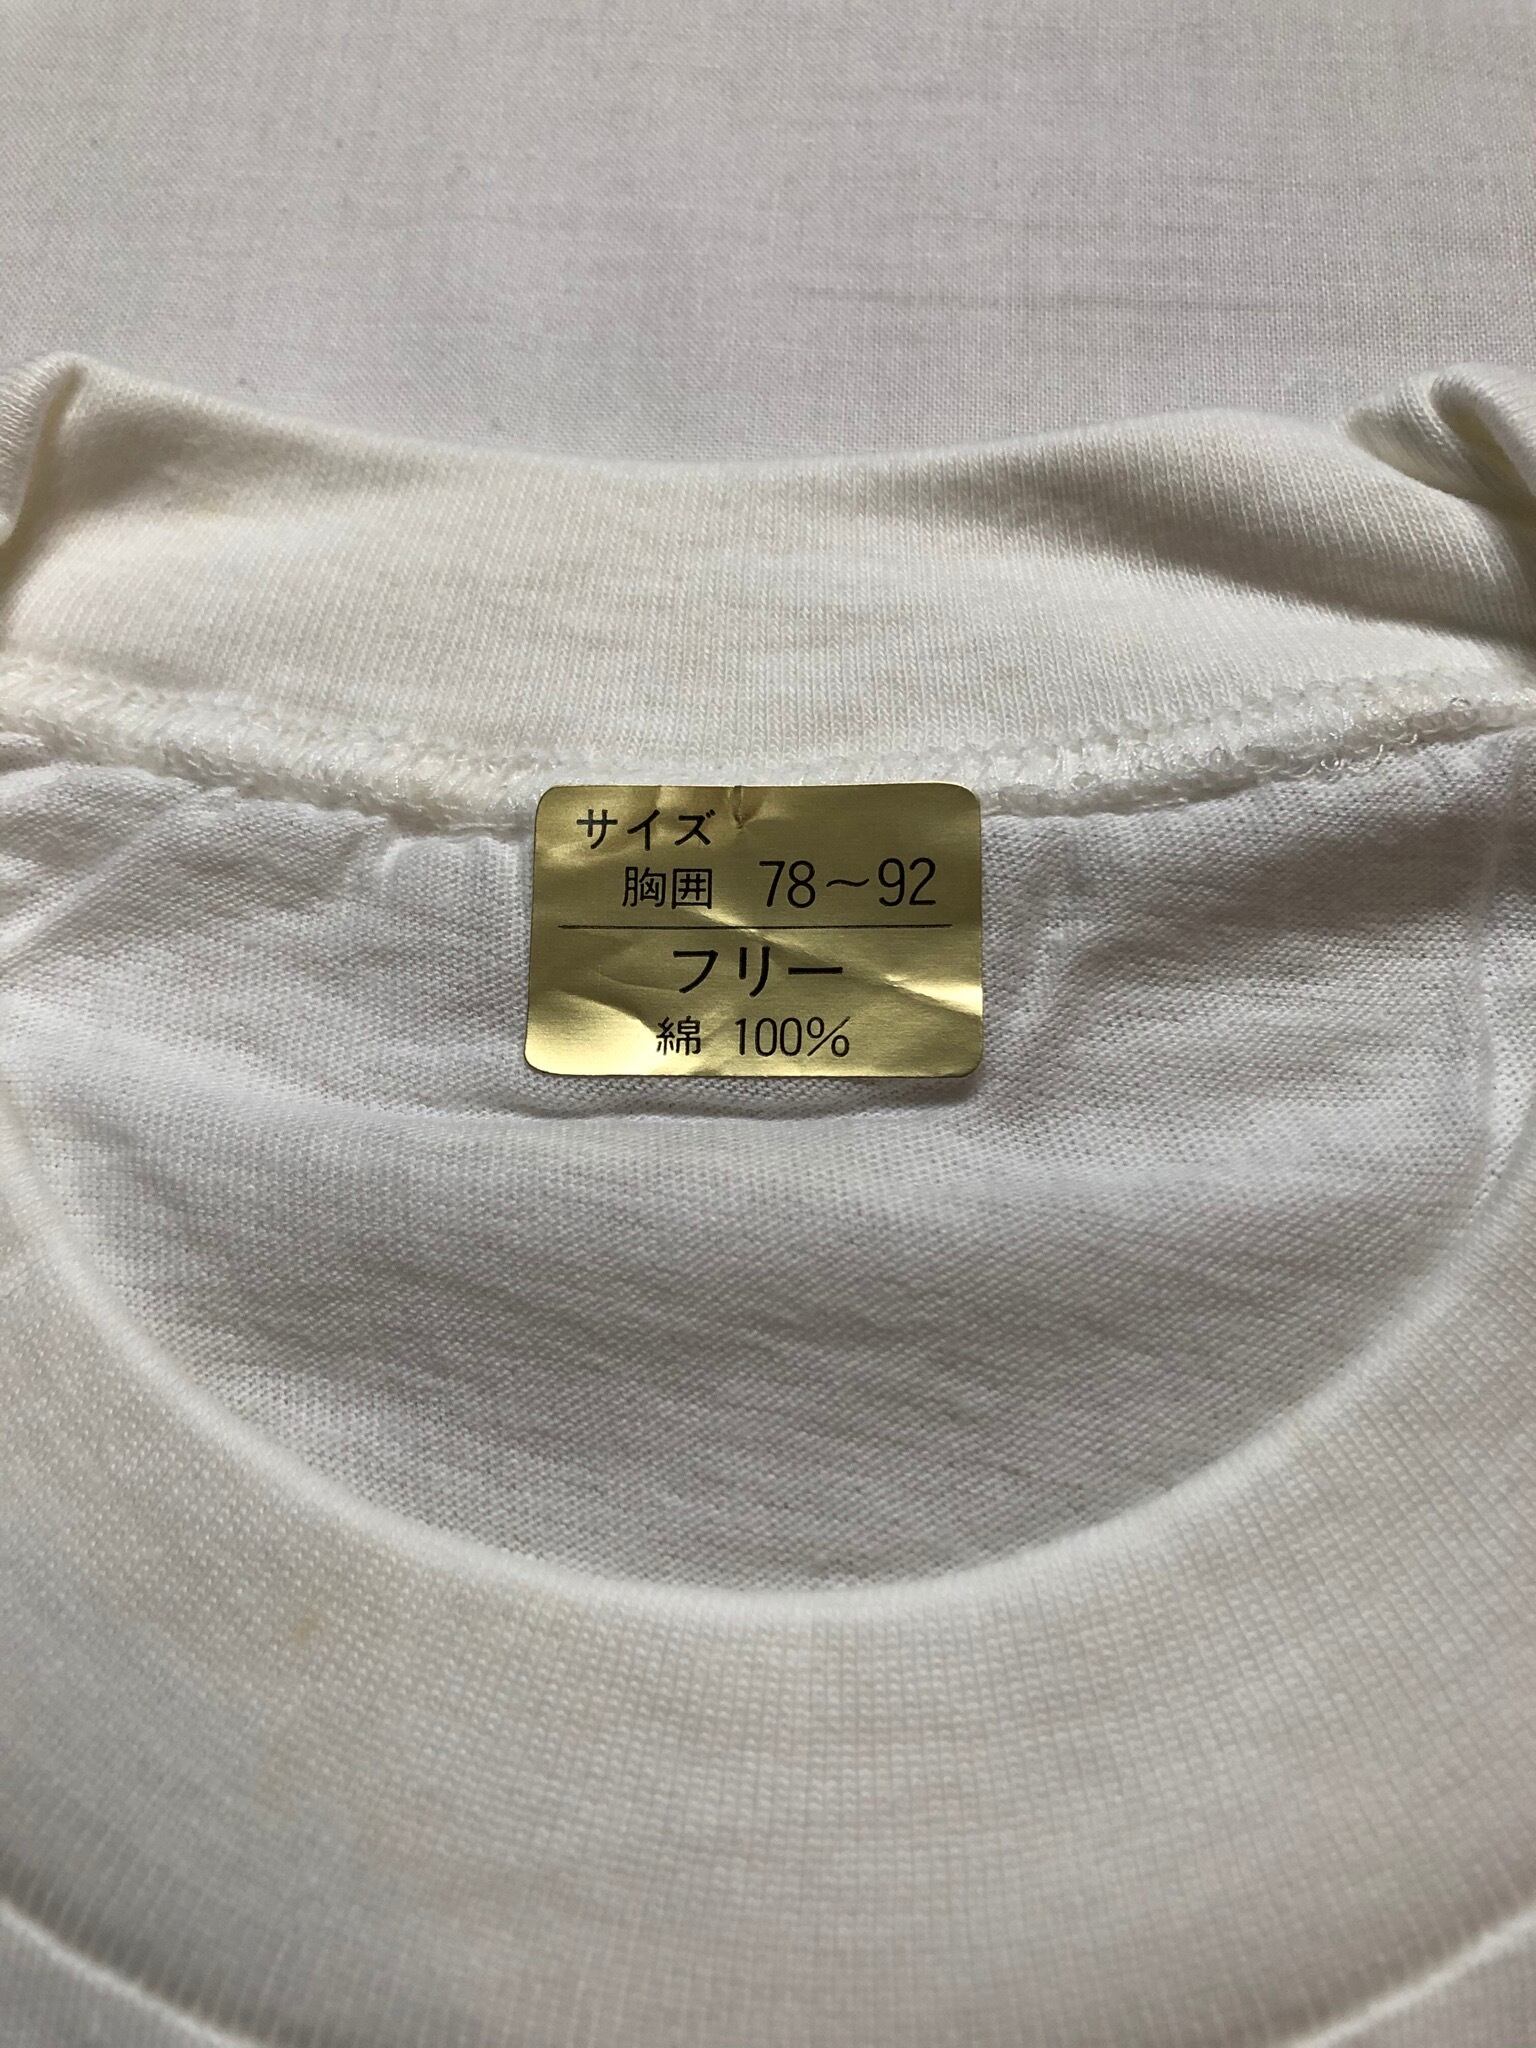 サイズ
胸囲 78～92
フリー
綿 100%